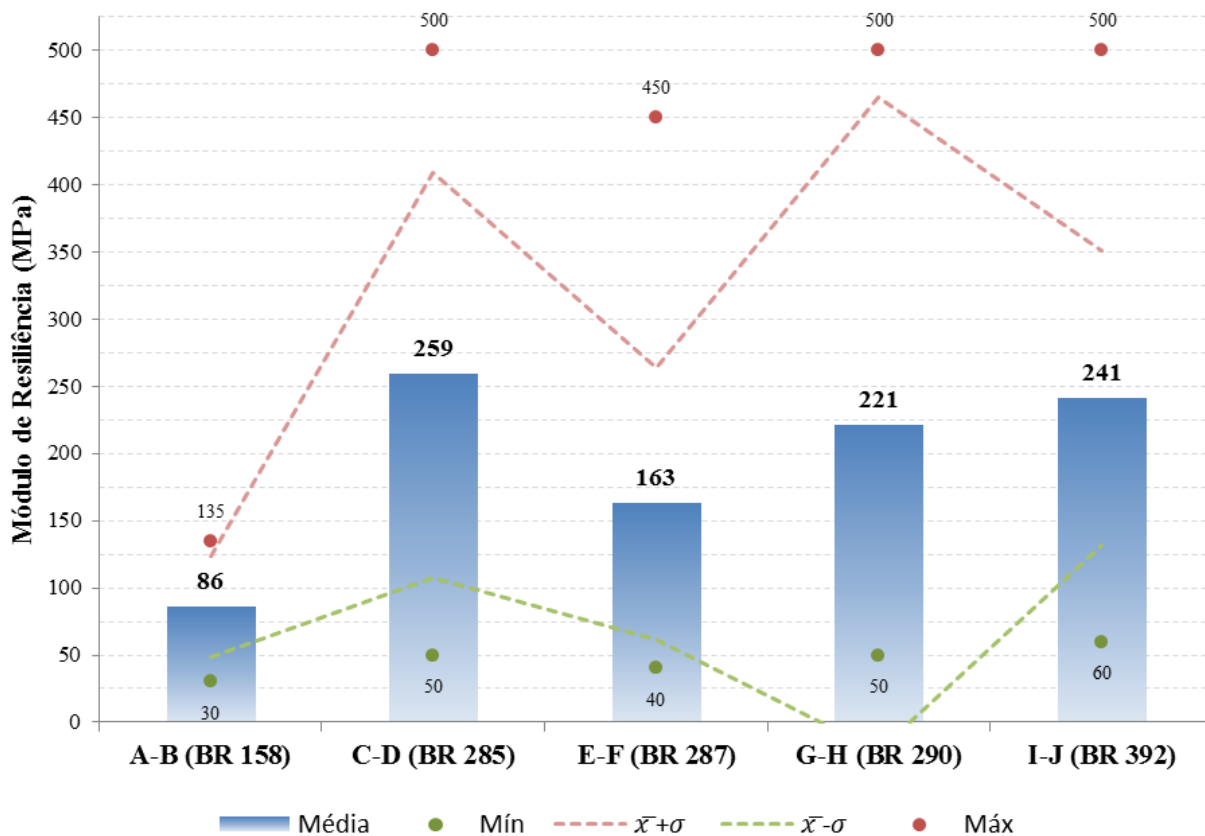 Módulo de Resiliência (MPa)
500
450
400
350
300
250
200
150
100
50
0
500
500
500
450
259
241
221
163
135
86
60
50
50
40
30
A-B (BR 158)
C-D (BR 285)
E-F (BR 287)
G-H (BR 290)
I-J (BR 392)
Média
Mín
x̄+σ
x̄-σ
Máx